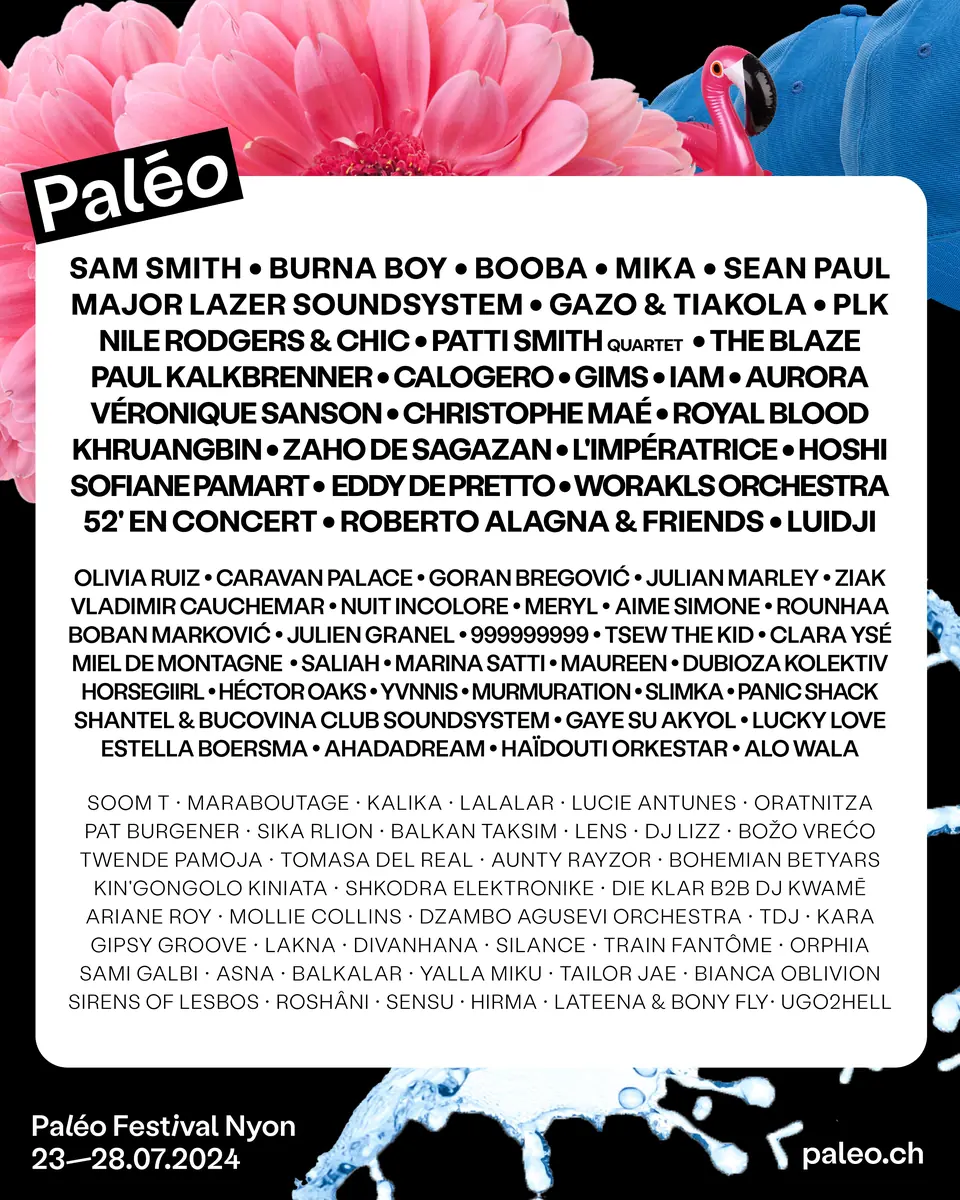 Paléo
SAM SMITH • BURNA BOY • BOOBA • MIKA • SEAN PAUL
MAJOR LAZER SOUNDSYSTEM • GAZO & TIAKOLA • PLK
NILE RODGERS & CHIC • PATTI SMITH QUARTET • THE BLAZE
PAUL KALKBRENNER • CALOGERO • GIMS • IAM • AURORA
VÉRONIQUE SANSON • CHRISTOPHE MAÉ • ROYAL BLOOD
KHRUANGBIN • ZAHO DE SAGAZAN • L'IMPÉRATRICE • HOSHI
SOFIANE PAMART • EDDY DE PRETTO • WORAKLS ORCHESTRA
52' EN CONCERT • ROBERTO ALAGNA & FRIENDS • LUIDJI
OLIVIA RUIZ • CARAVAN PALACE • GORAN BREGOVIĆ • JULIAN MARLEY • ZIAK
VLADIMIR CAUCHEMAR • NUIT INCOLORE • MERYL • AIME SIMONE • ROUNHAA
BOBAN MARKOVIĆ • JULIEN GRANEL • 999999999 • TSEW THE KID • CLARA YSÉ
MIEL DE MONTAGNE • SALIAH • MARINA SATTI • MAUREEN • DUBIOZA KOLEKTIV
HORSEGIIRL • HÉCTOR OAKS • YVNNIS • MURMURATION • SLIMKA • PANIC SHACK
SHANTEL & BUCOVINA CLUB SOUNDSYSTEM • GAYE SU AKYOL • LUCKY LOVE
ESTELLA BOERSMA • AHADADREAM • HAÏDOUTI ORKESTAR • ALO WALA
SOOM T · MARABOUTAGE · KALIKA · LALALAR · LUCIE ANTUNES · ORATNITZA
PAT BURGENER · SIKA RLION · BALKAN TAKSIM · LENS · DJ LIZZ · BOŽO VREĆO
TWENDE PAMOJA · TOMASA DEL REAL · AUNTY RAYZOR · BOHEMIAN BETYARS
KIN'GONGOLO KINIATA · SHKODRA ELEKTRONIKE · DIE KLAR B2B DJ KWAMĒ
ARIANE ROY · MOLLIE COLLINS · DZAMBO AGUSEVI ORCHESTRA · TDJ · KARA
GIPSY GROOVE · LAKNA · DIVANHANA · SILANCE · TRAIN FANTÔME · ORPHIA
SAMI GALBI · ASNA · BALKALAR · YALLA MIKU · TAILOR JAE · BIANCA OBLIVION
SIRENS OF LESBOS · ROSHÂNI · SENSU · HIRMA · LATEENA & BONY FLY· UGO2HELL
Paléo Festival Nyon
23—28.07.2024
paleo.ch